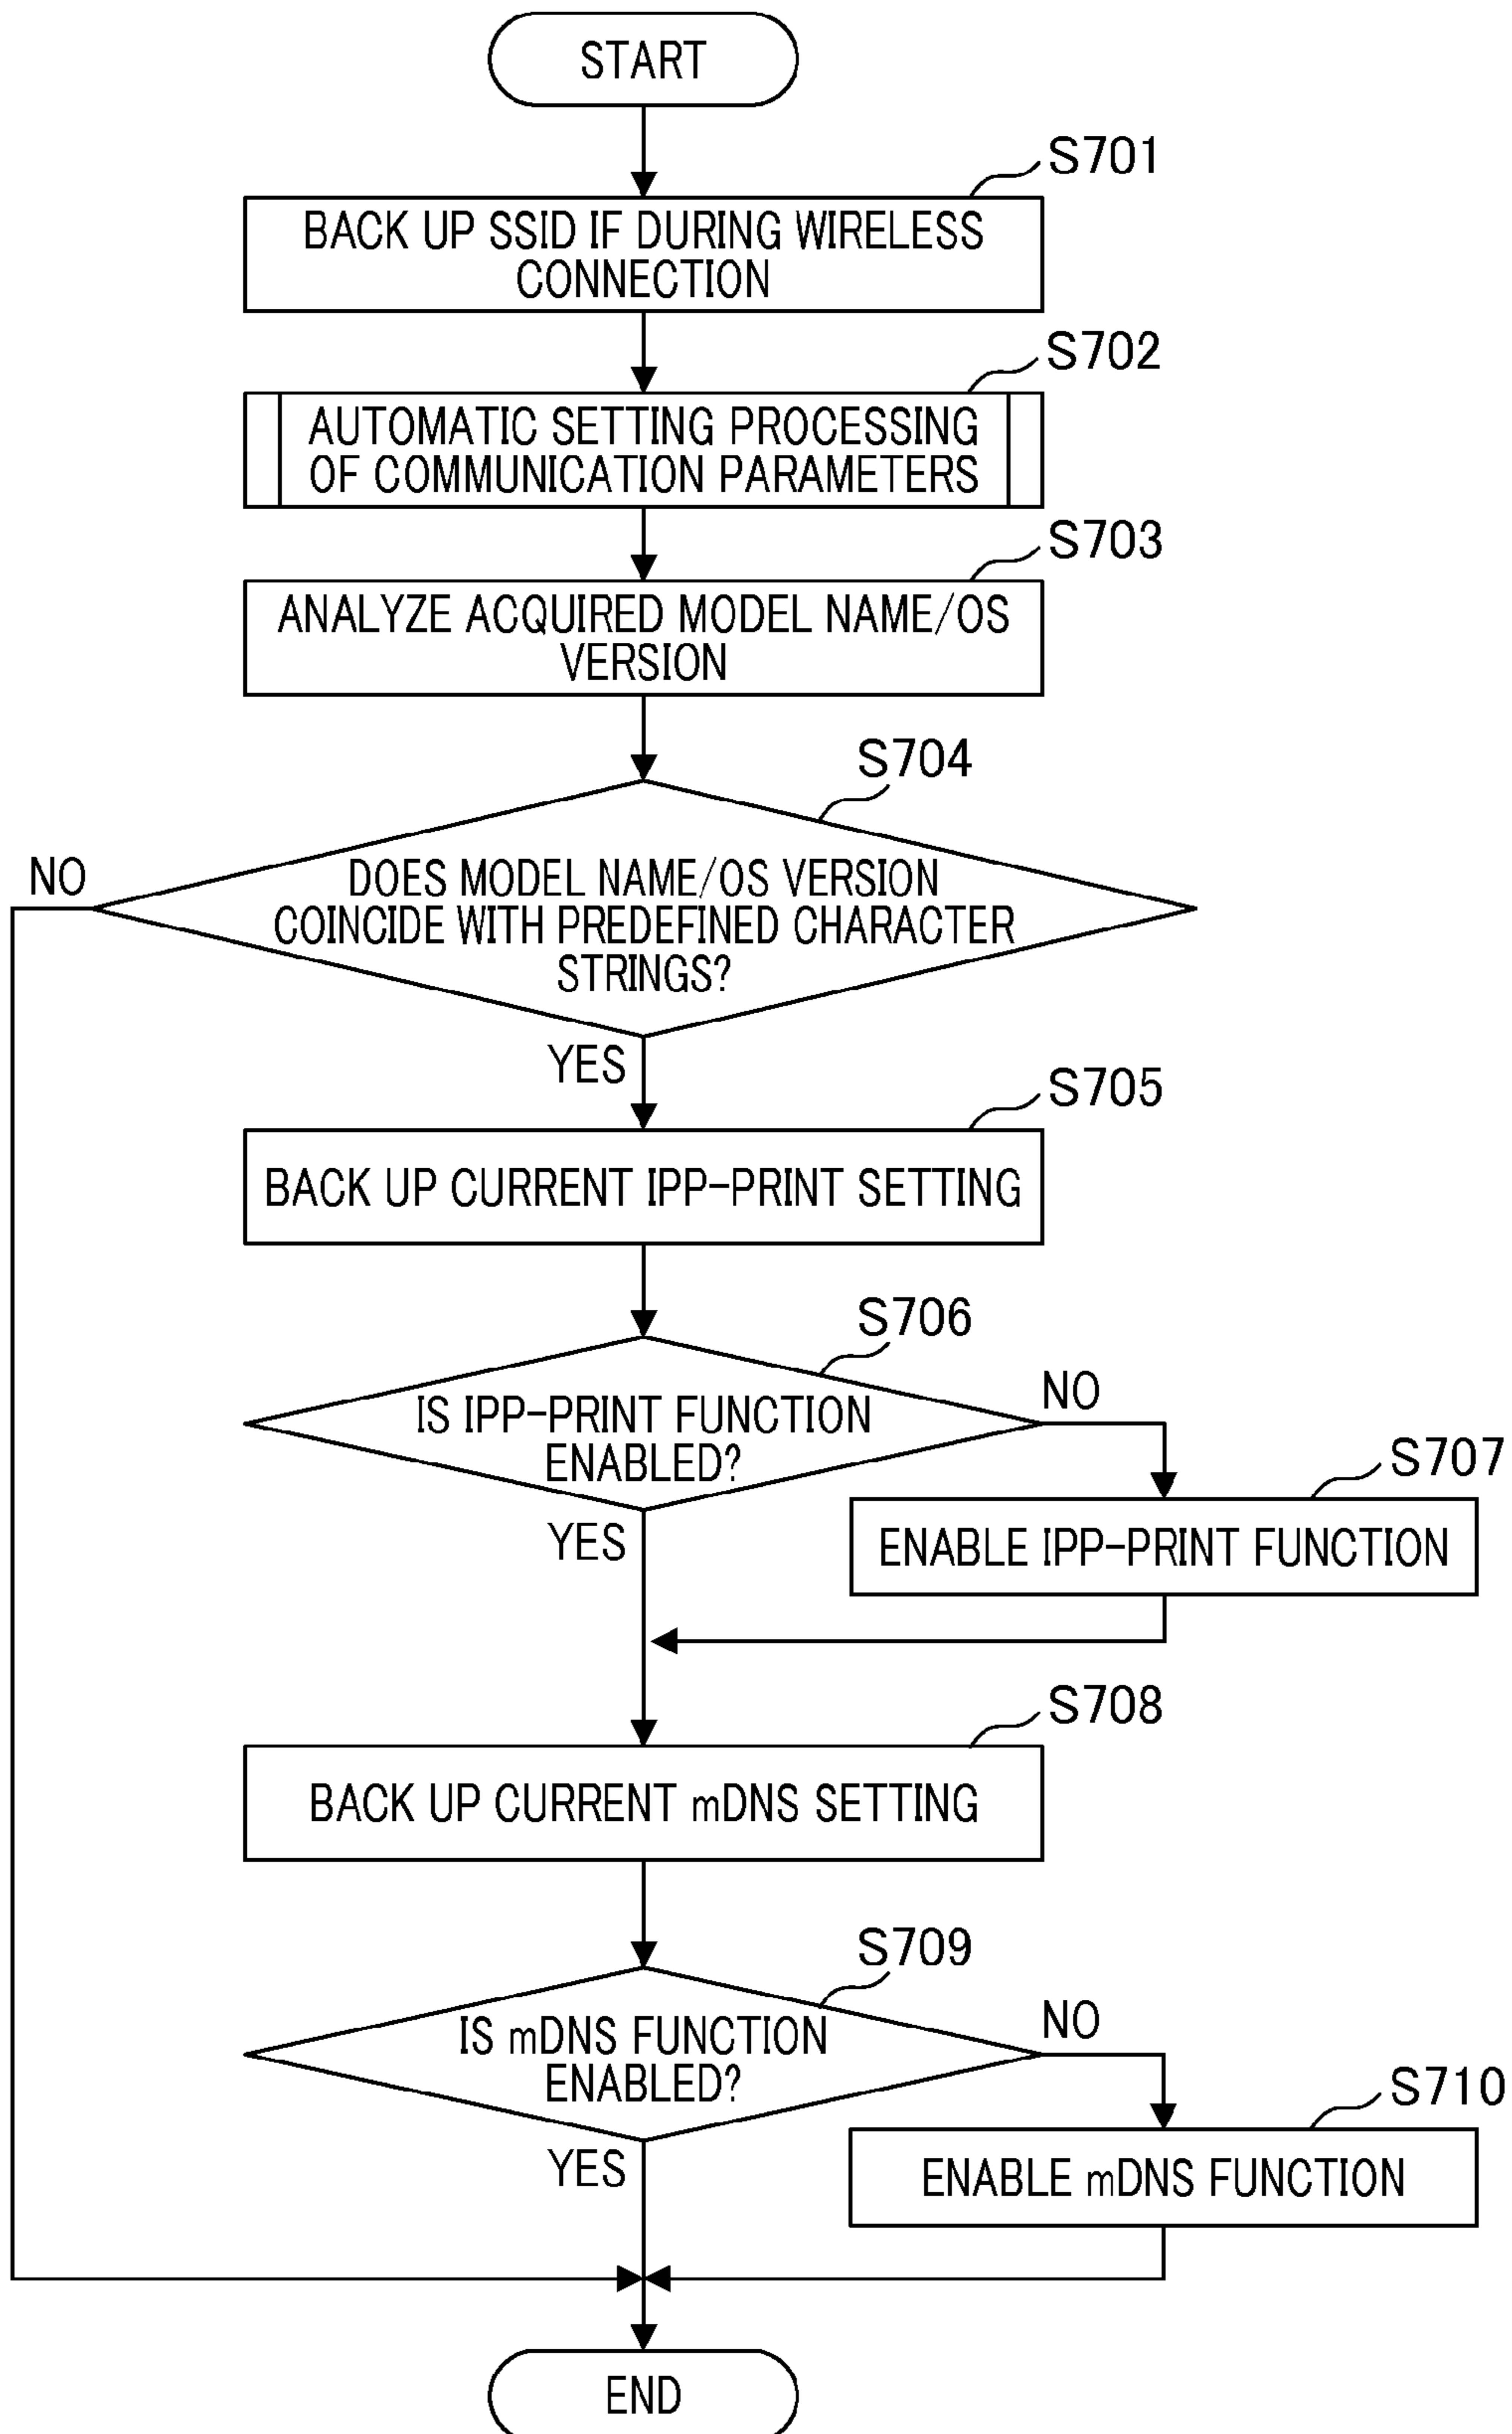 START
S701
BACK UP SSID IF DURING WIRELESS
CONNECTION
S702
AUTOMATIC SETTING PROCESSING
OF COMMUNICATION PARAMETERS
S703
ANALYZE ACQUIRED MODEL NAME/OS
VERSION
S704
NO
DOES MODEL NAME/OS VERSION
COINCIDE WITH PREDEFINED CHARACTER
STRINGS?
YES
S705
BACK UP CURRENT IPP-PRINT SETTING
S706
NO
IS IPP-PRINT FUNCTION
ENABLED?
S707
YES
ENABLE IPP-PRINT FUNCTION
S708
BACK UP CURRENT mDNS SETTING
S709
NO
IS mDNS FUNCTION
ENABLED?
S710
YES
ENABLE mDNS FUNCTION
END